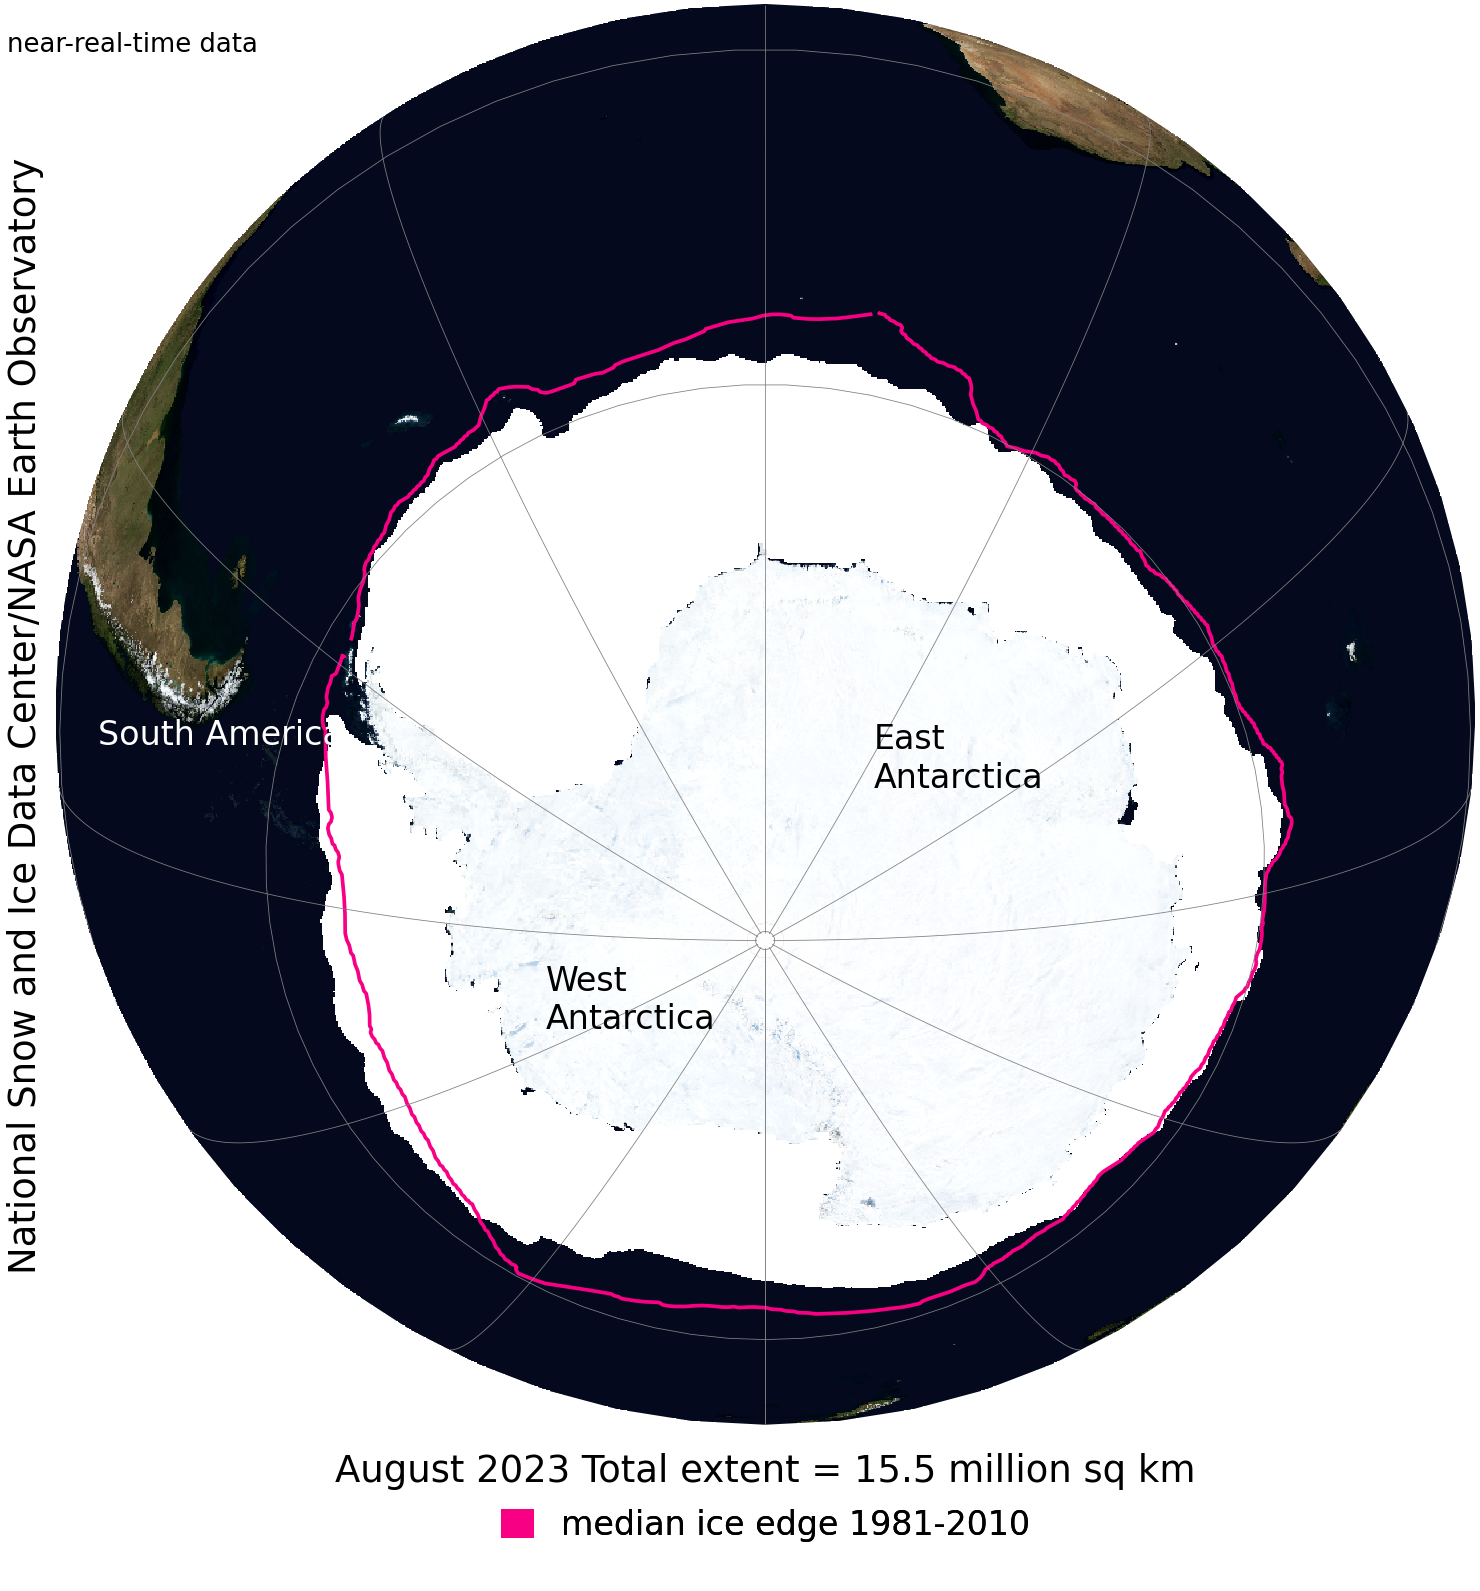 near-real-time data
National Snow and Ice Data Center/NASA Earth Observatory
South America
East
Antarctica
West
Antarctica
August 2023 Total extent = 15.5 million sq km
median ice edge 1981-2010